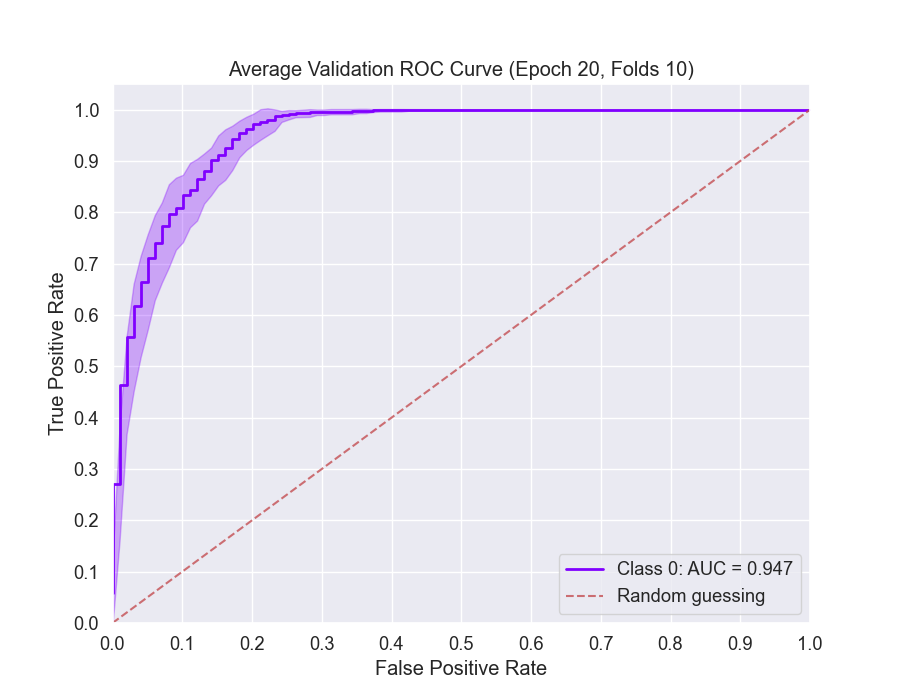 Average Validation ROC Curve (Epoch 20, Folds 10)
1.0
0.9
0.8
0.7
0.6
0.5
0.4
0.3
0.2
0.1
0.0
True Positive Rate
0.0 0.1 0.2 0.3 0.4 0.5 0.6 0.7 0.8 0.9 1.0
False Positive Rate
Class 0: AUC = 0.947
Random guessing